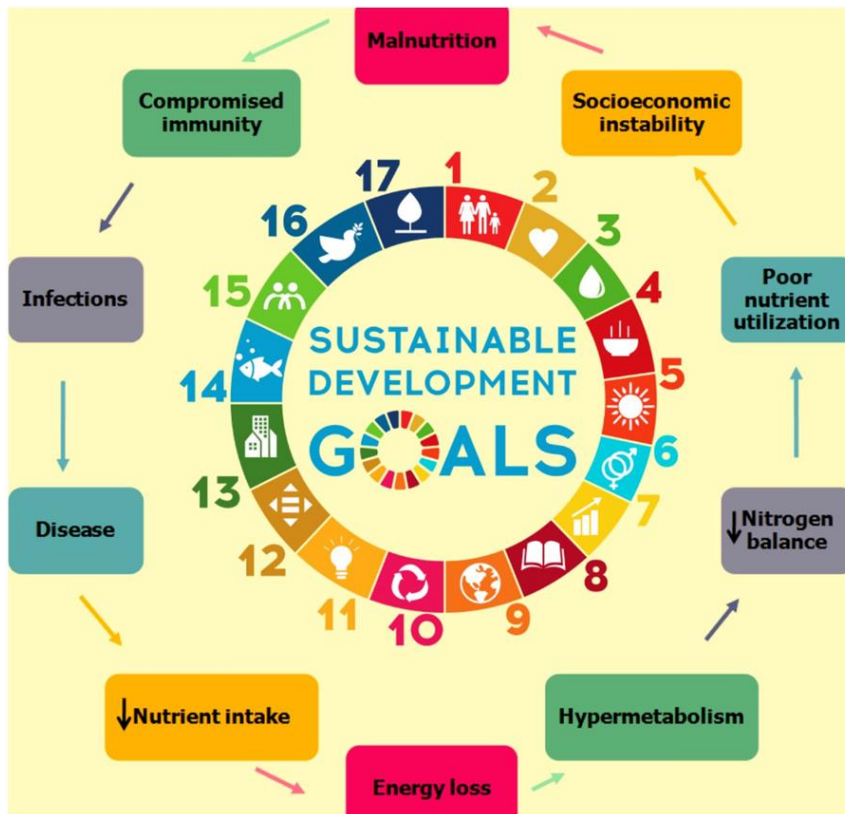 Malnutrition
Compromised
immunity
Socioeconomic
instability
Infections
Poor
nutrient
utilization
Disease
↓Nitrogen
balance
↓Nutrient intake
Hypermetabolism
Energy loss
1
2
3
4
5
6
7
8
9
10
11
12
13
14
15
16
17
SUSTAINABLE
DEVELOPMENT
GOALS